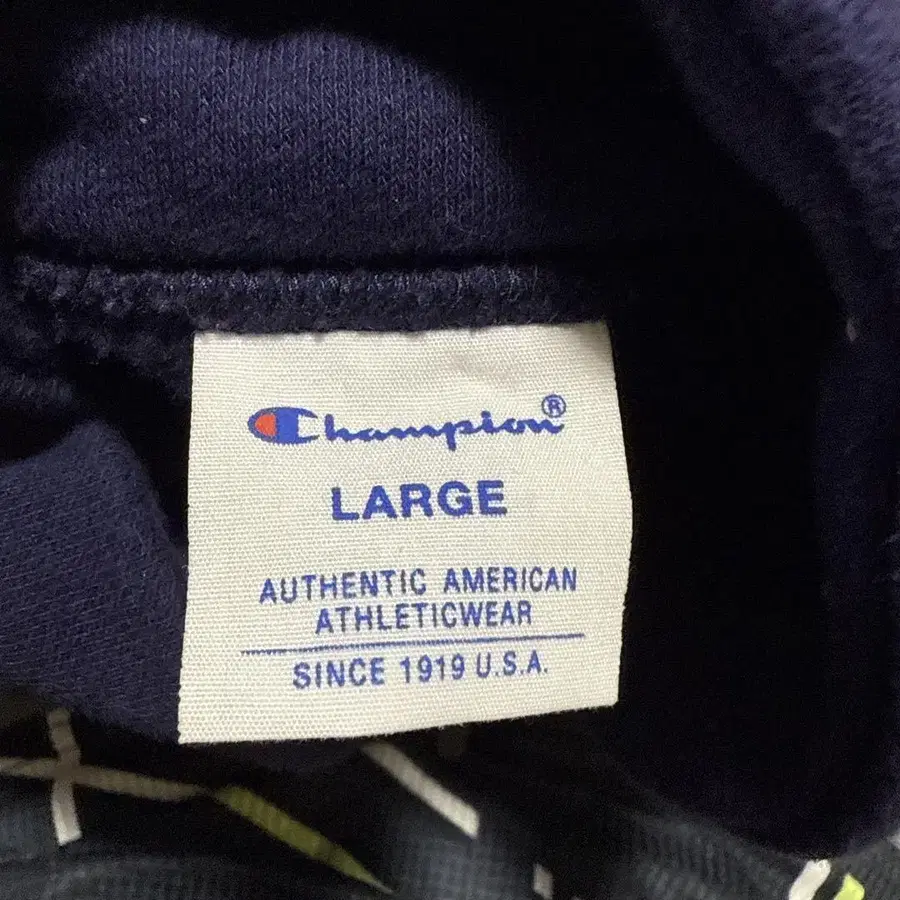 Champion®
LARGE
AUTHENTIC AMERICAN
ATHLETICWEAR
SINCE 1919 U.S.A.